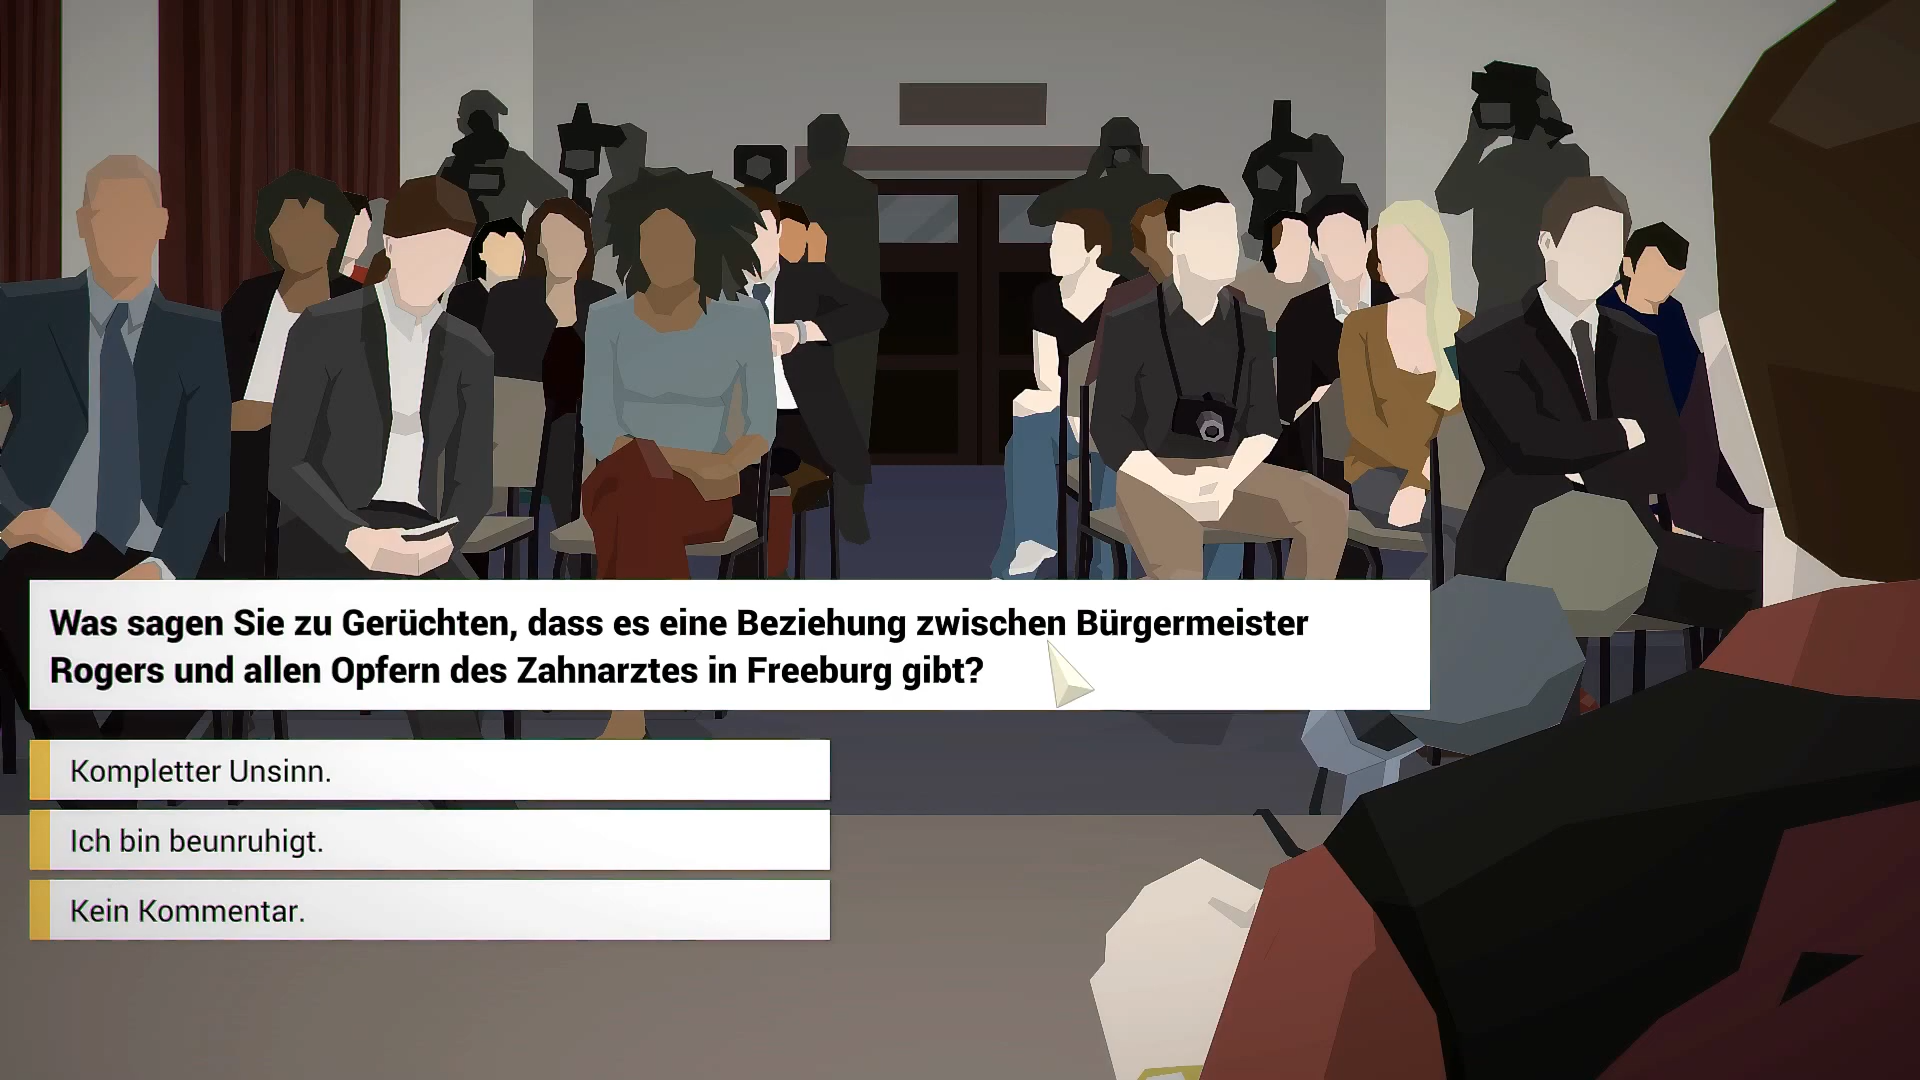 Was sagen Sie zu Gerüchten, dass es eine Beziehung zwischen Bürgermeister
Rogers und allen Opfern des Zahnarztes in Freeburg gibt?
Kompletter Unsinn.
Ich bin beunruhigt.
Kein Kommentar.